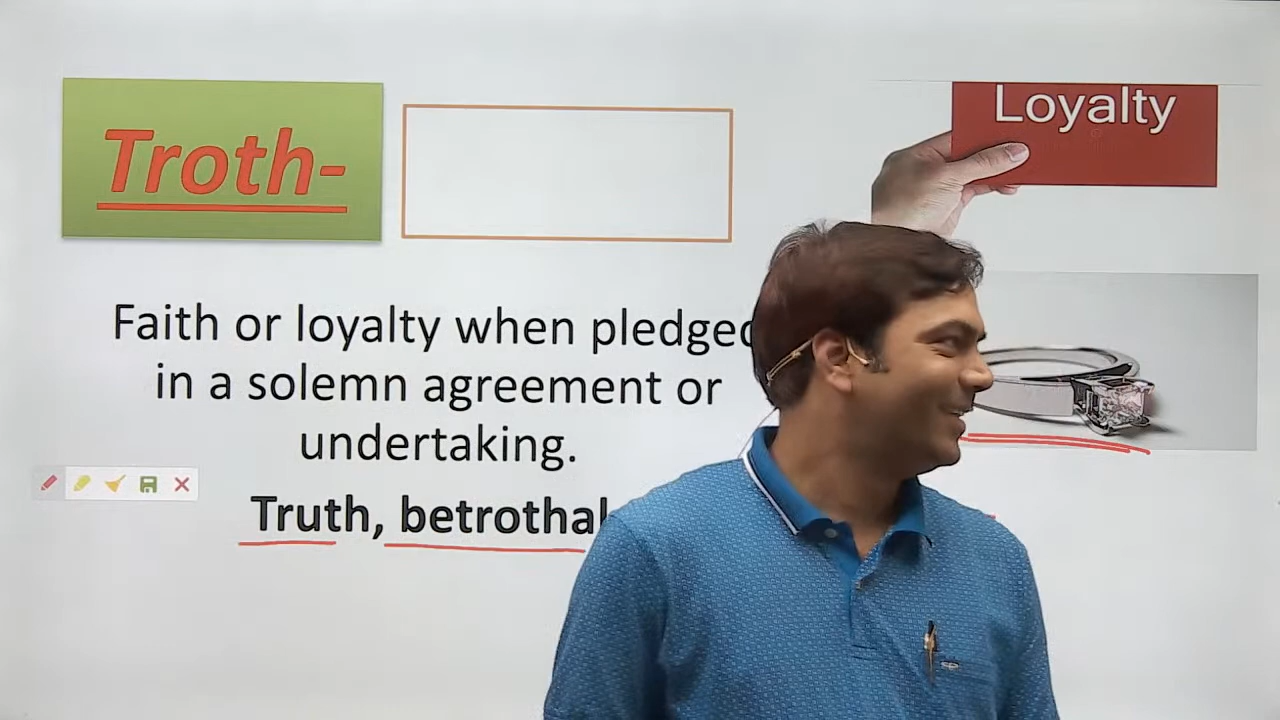 Troth-
Loyalty
Faith or loyalty when pledged
in a solemn agreement or
undertaking.
Truth, betrothal